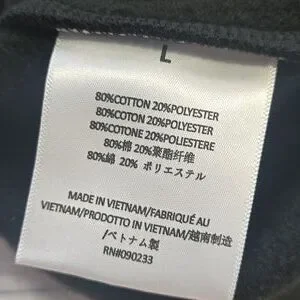 L
80%COTTON 20%POLYESTER
80%COTON 20%POLYESTER
80%COTONE 20%POLIESTERE
80%棉 20%聚酯纤维
80%綿 20% ポリエステル
MADE IN VIETNAM/FABRIQUÉ AU
VIETNAM/PRODOTTO IN VIETNAM/越南制造
/ベトナム製
RN#090233